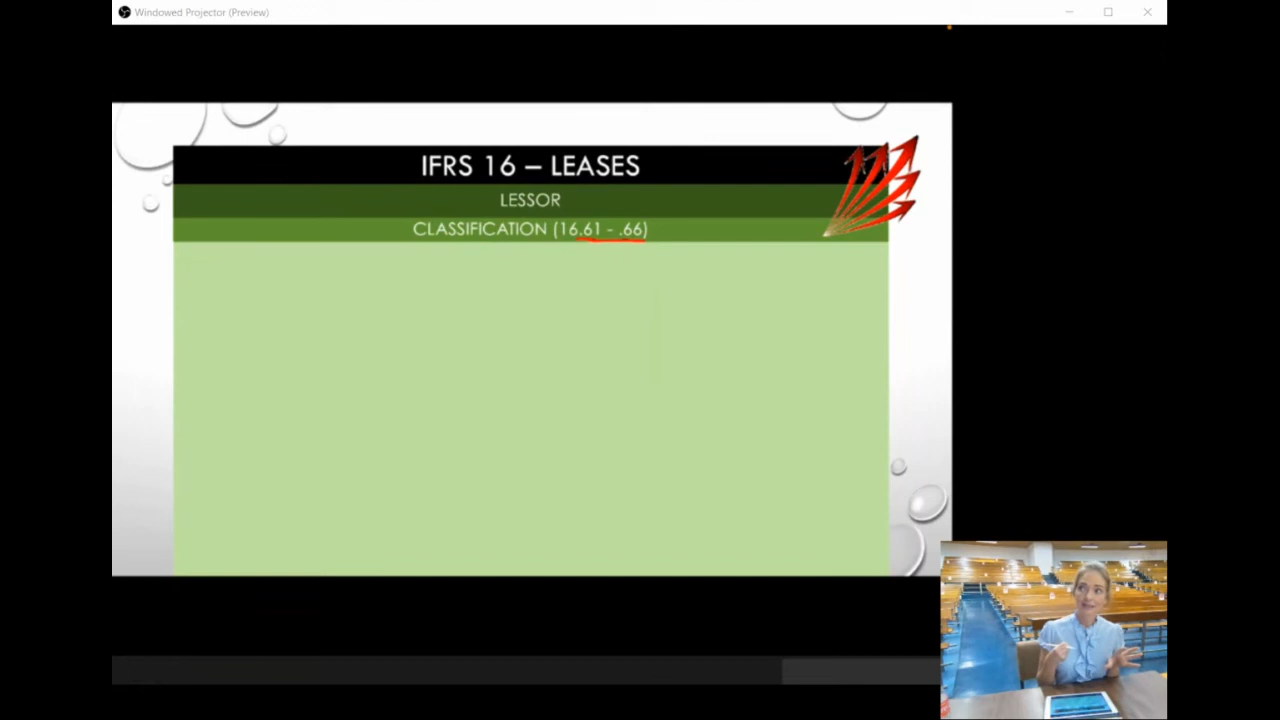 Windowed Projector (Preview)
IFRS 16 – LEASES
LESSOR
CLASSIFICATION (16.61 - .66)